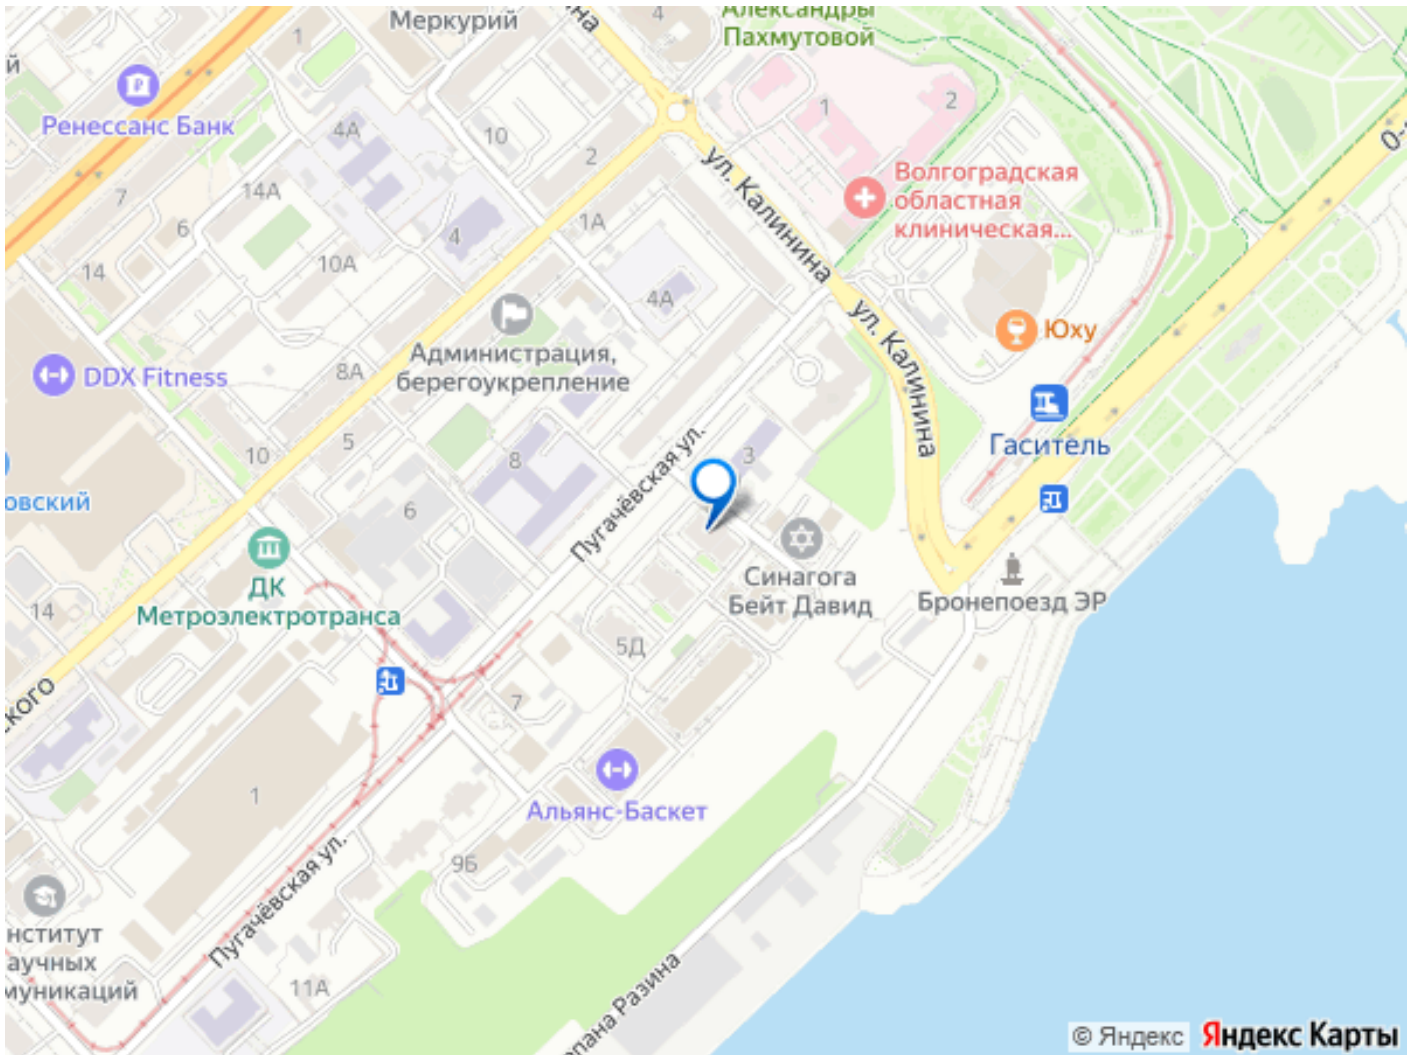 Меркурий
4
Александры
Пахмутовой
1
й
Ренессанс Банк
4А
10
2
1
2
ул. Калинина
Волгоградская
областная
клиническая...
7
14А
6
4
1А
14
10А
4А
Юху
ул. Калинина
Администрация,
берегоукрепление
DDX Fitness
8А
Гаситель
10
5
8
Пугачёвская ул.
3
овский
6
ДК
Метроэлектротранса
Синагога
Бейт Давид
Бронепоезд ЭР
14
5Д
7
ского
Альянс-Баскет
1
9Б
Пугачёвская ул.
нститут
аучных
муникаций
11А
пана Разина
© Яндекс
Яндекс Карты